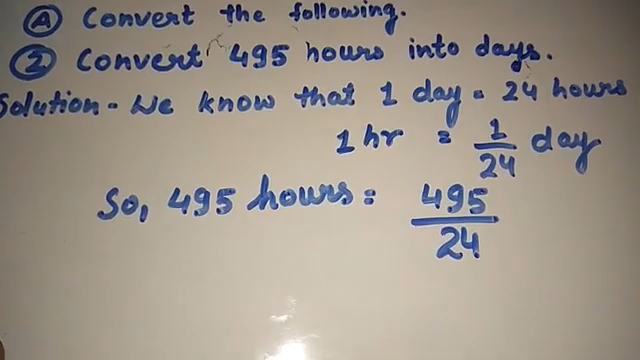 A Convert the following.
2 Convert 495 hours into days.
Solution - We know that 1 day = 24 hours
1 hr = 1/24 day
So, 495 hours = 495/24